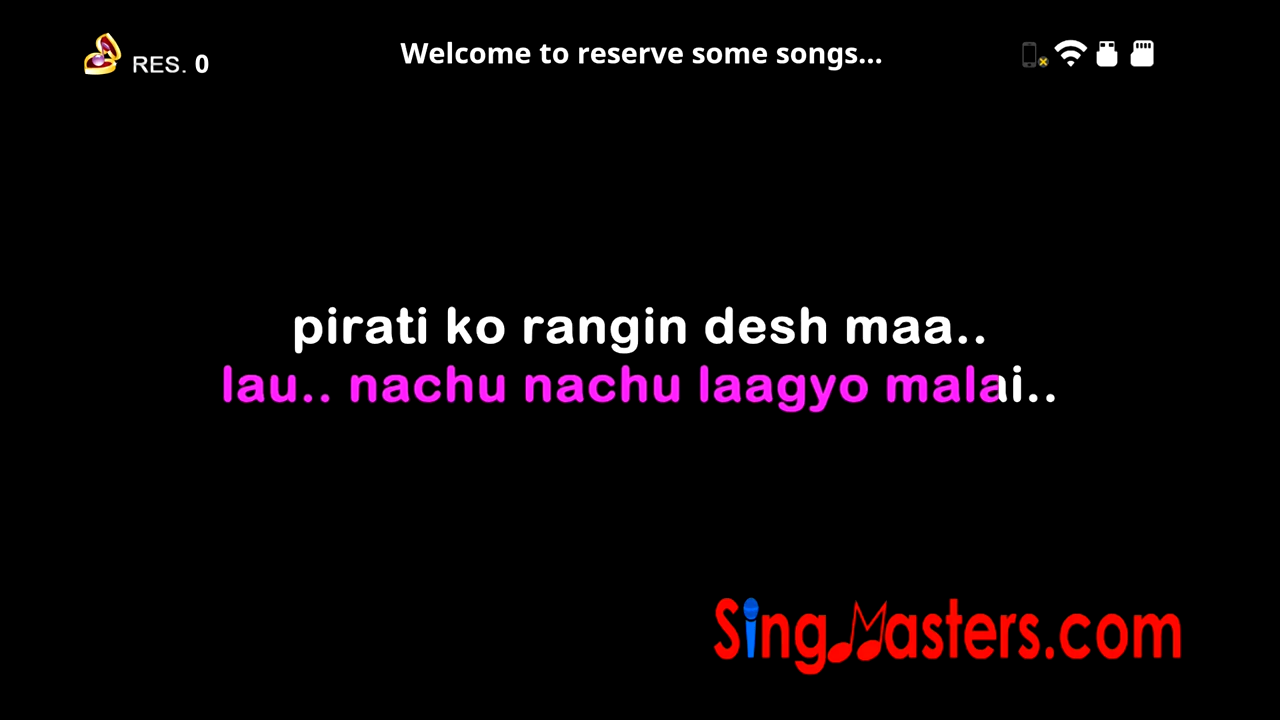 RES. 0
Welcome to reserve some songs...
pirati ko rangin desh maa..
lau.. nachu nachu laagyo malai..
SingMasters.com